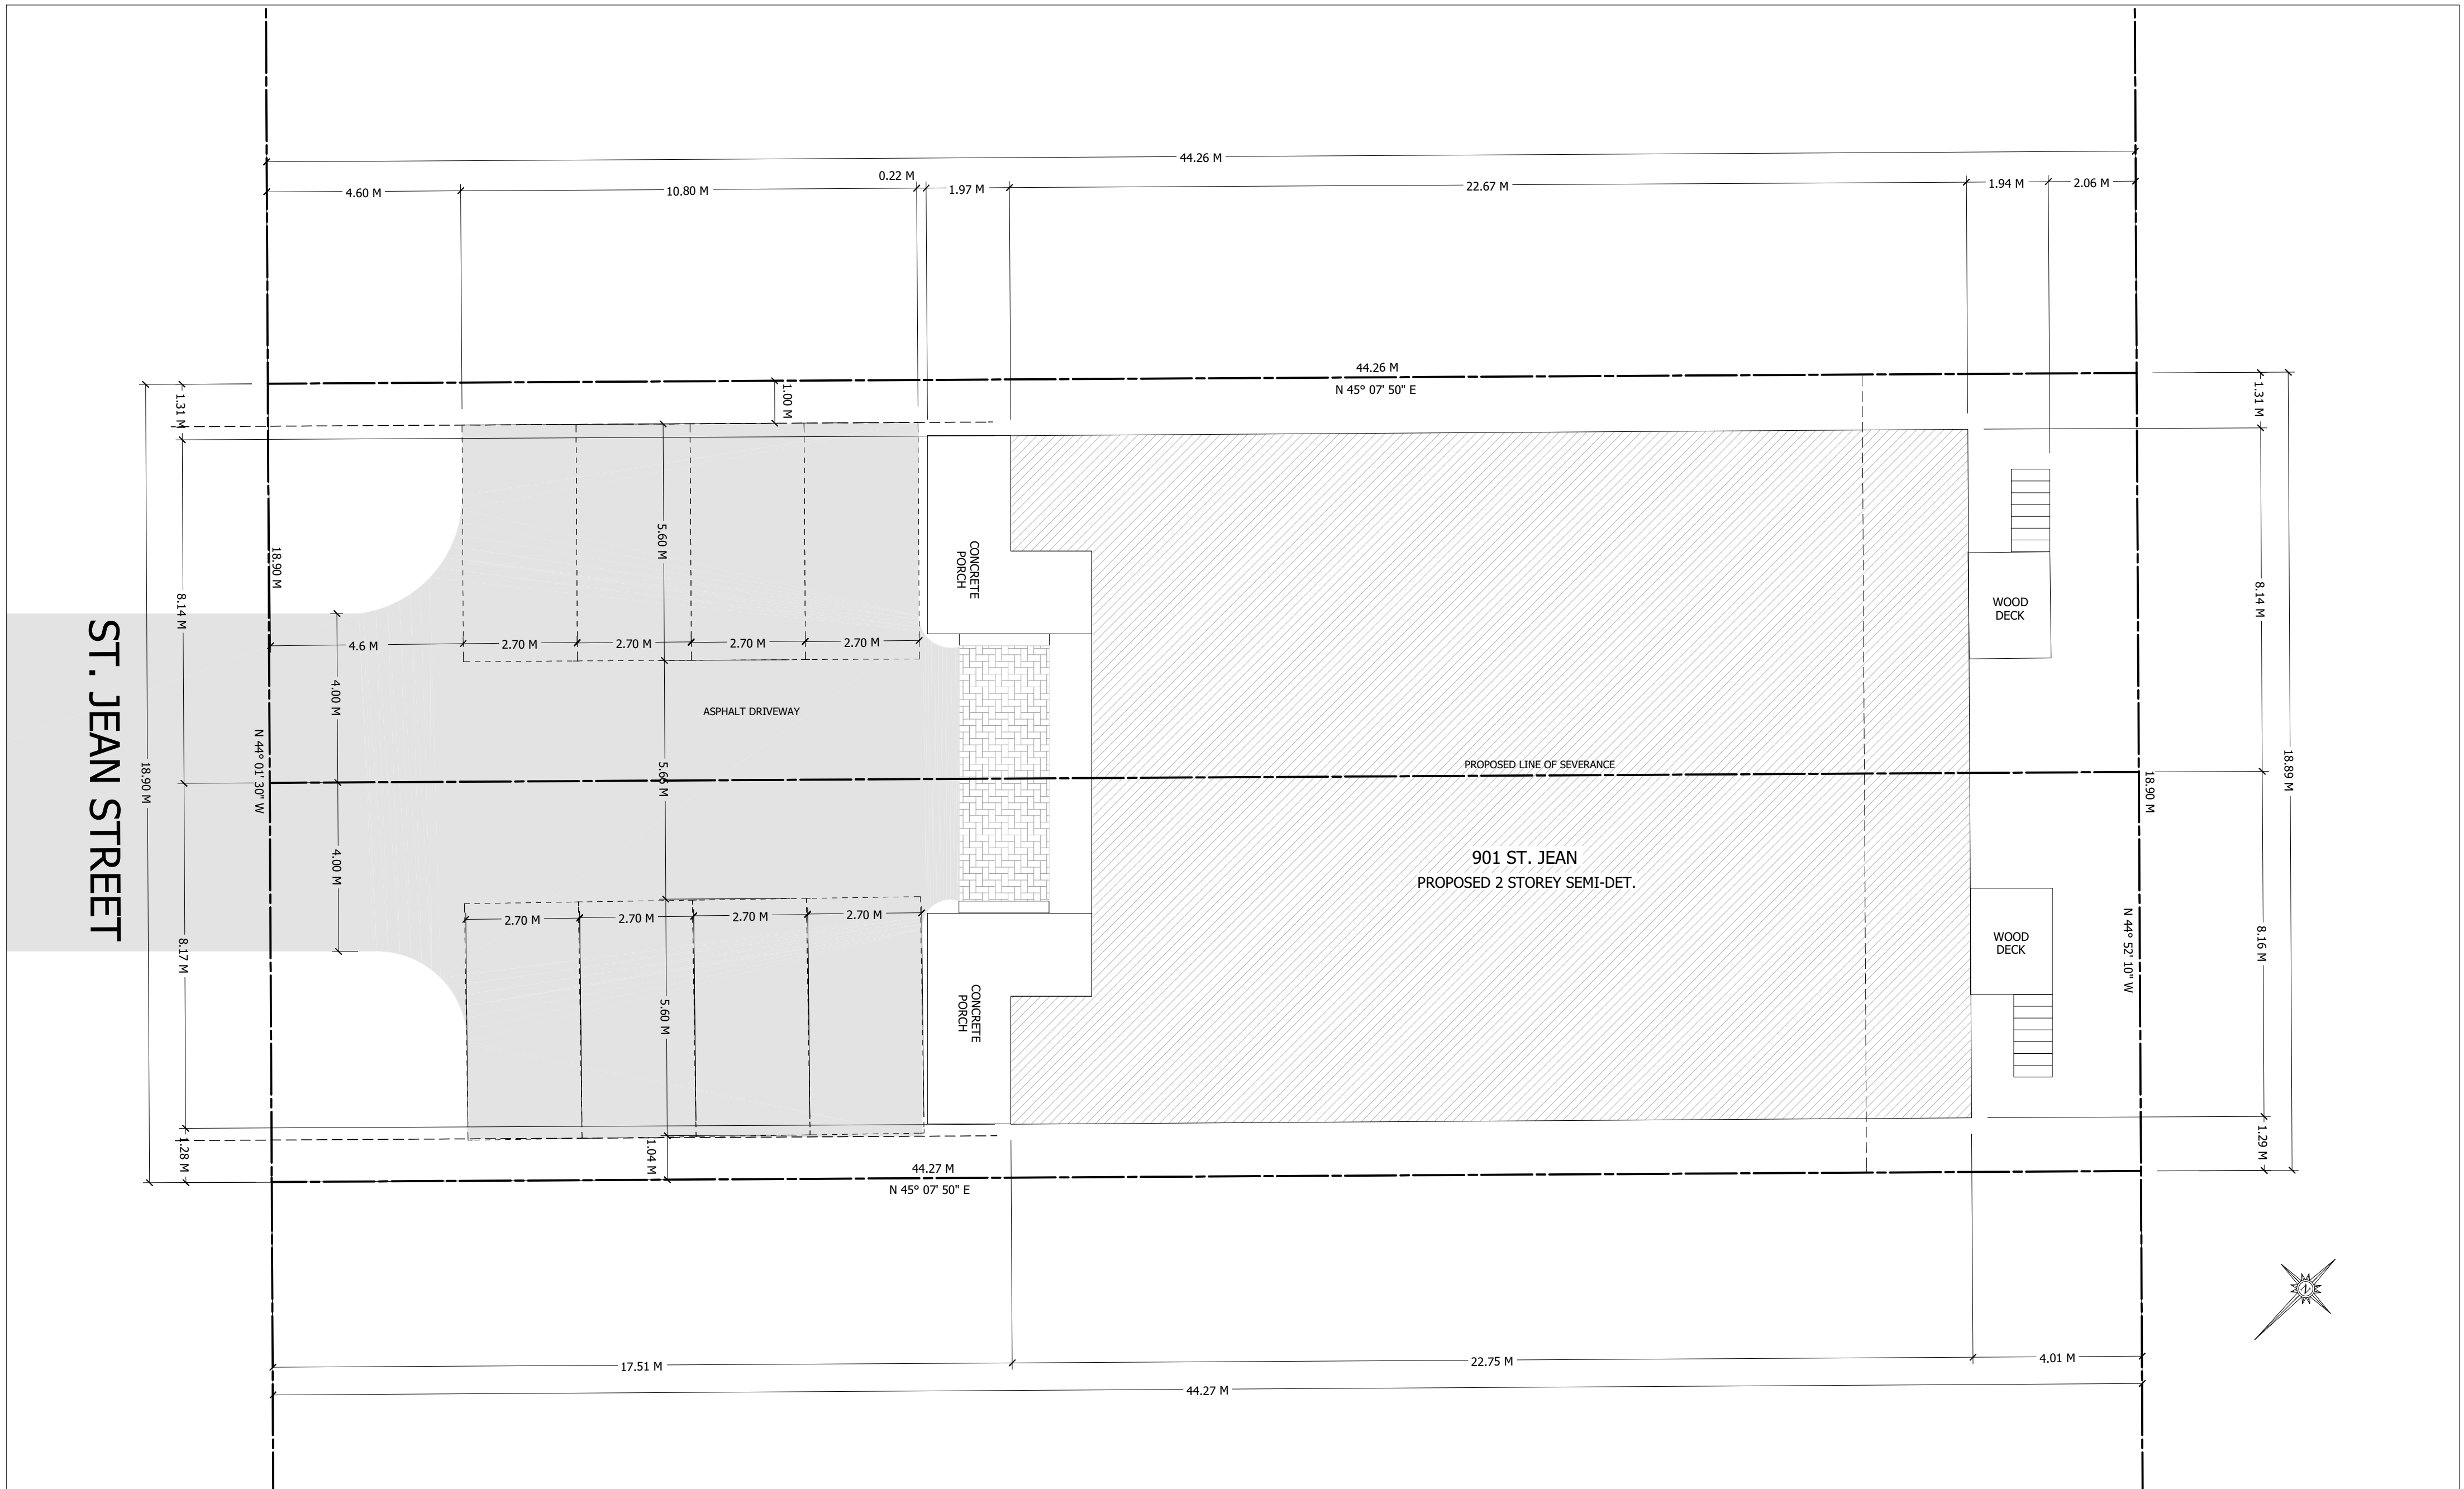 44.26 M
4.60 M
10.80 M
0.22 M
1.97 M
22.67 M
1.94 M
2.06 M
44.26 M
N 45° 07' 50" E
1.31 M
1.00 M
1.31 M
18.90 M
5.60 M
CONCRETE
PORCH
8.14 M
8.14 M
WOOD
DECK
4.6 M
2.70 M
2.70 M
2.70 M
2.70 M
4.00 M
ASPHALT DRIVEWAY
ST. JEAN STREET
18.90 M
N 44° 01' 30" W
5.65 M
PROPOSED LINE OF SEVERANCE
18.90 M
18.89 M
4.00 M
901 ST. JEAN
PROPOSED 2 STOREY SEMI-DET.
2.70 M
2.70 M
2.70 M
2.70 M
8.17 M
5.60 M
CONCRETE
PORCH
WOOD
DECK
N 44° 52' 10" W
8.16 M
1.28 M
1.04 M
1.29 M
44.27 M
N 45° 07' 50" E
N
17.51 M
22.75 M
4.01 M
44.27 M